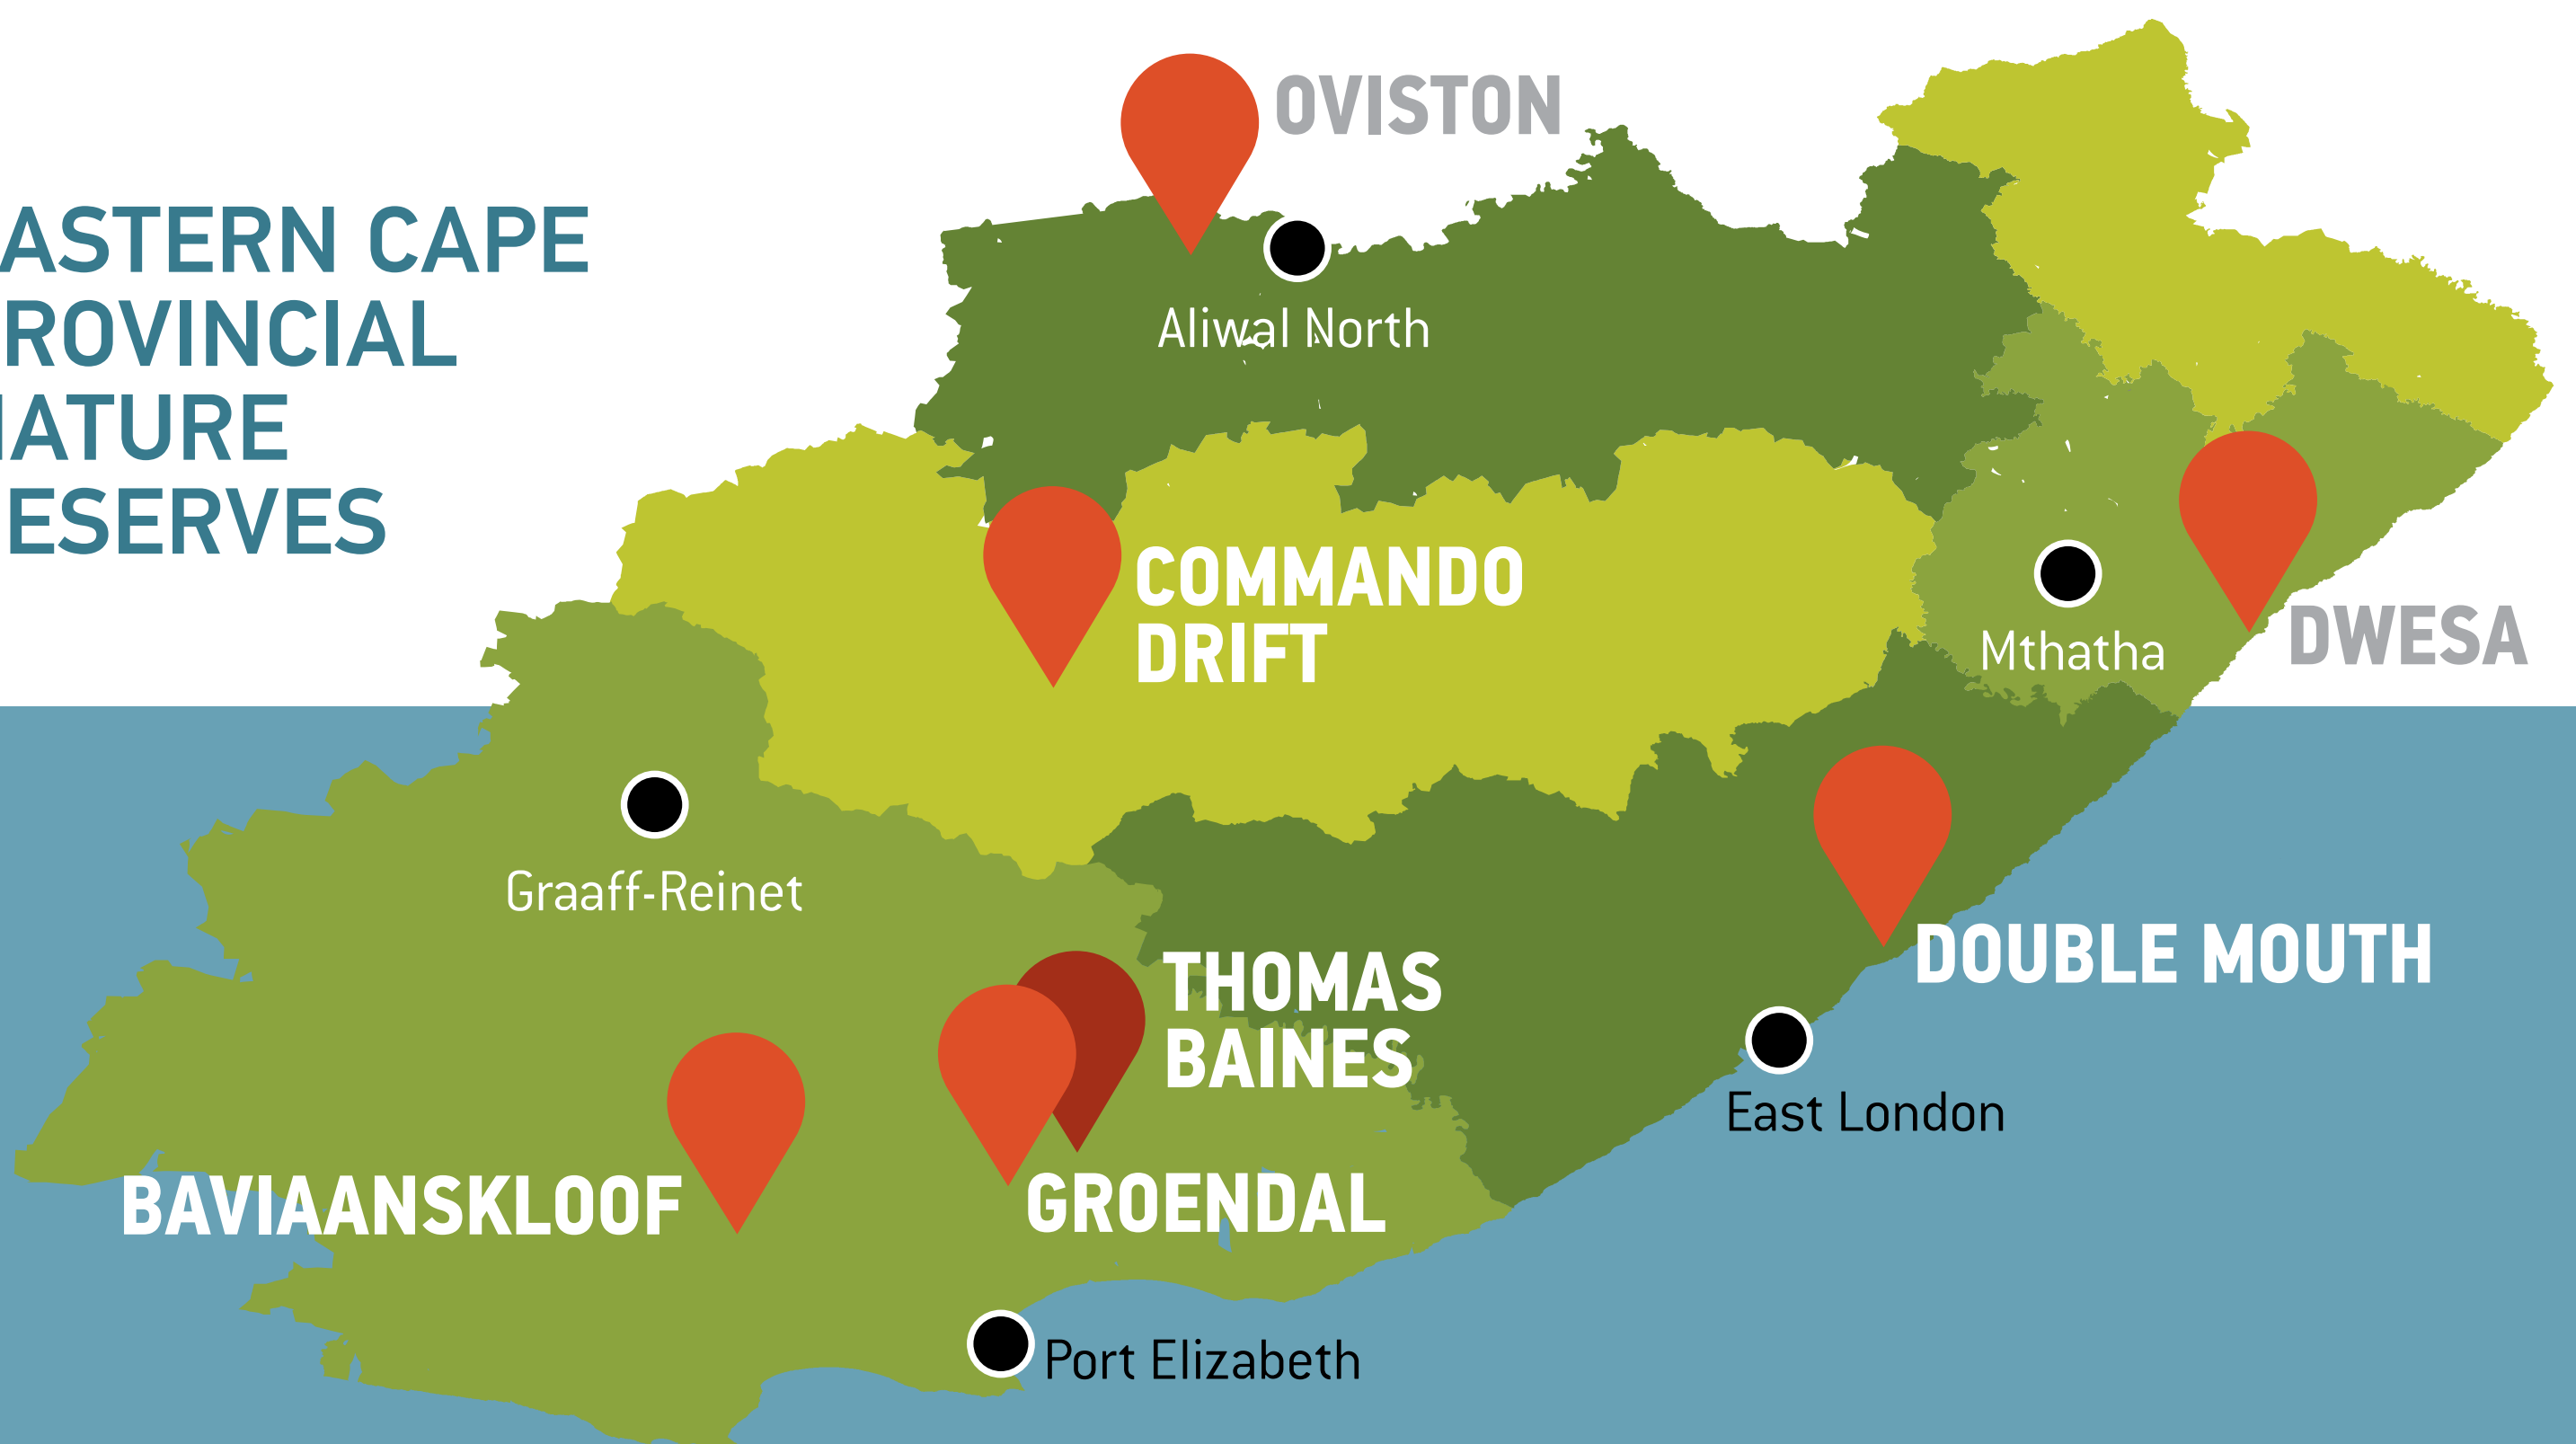 ASTERN CAPE
ROVINCIAL
ATURE
ESERVES
OVISTON
Aliwal North
COMMANDO
DRIFT
Mthatha
DWESA
Graaff-Reinet
THOMAS
BAINES
DOUBLE MOUTH
East London
BAVIAANSKLOOF
GROENDAL
Port Elizabeth